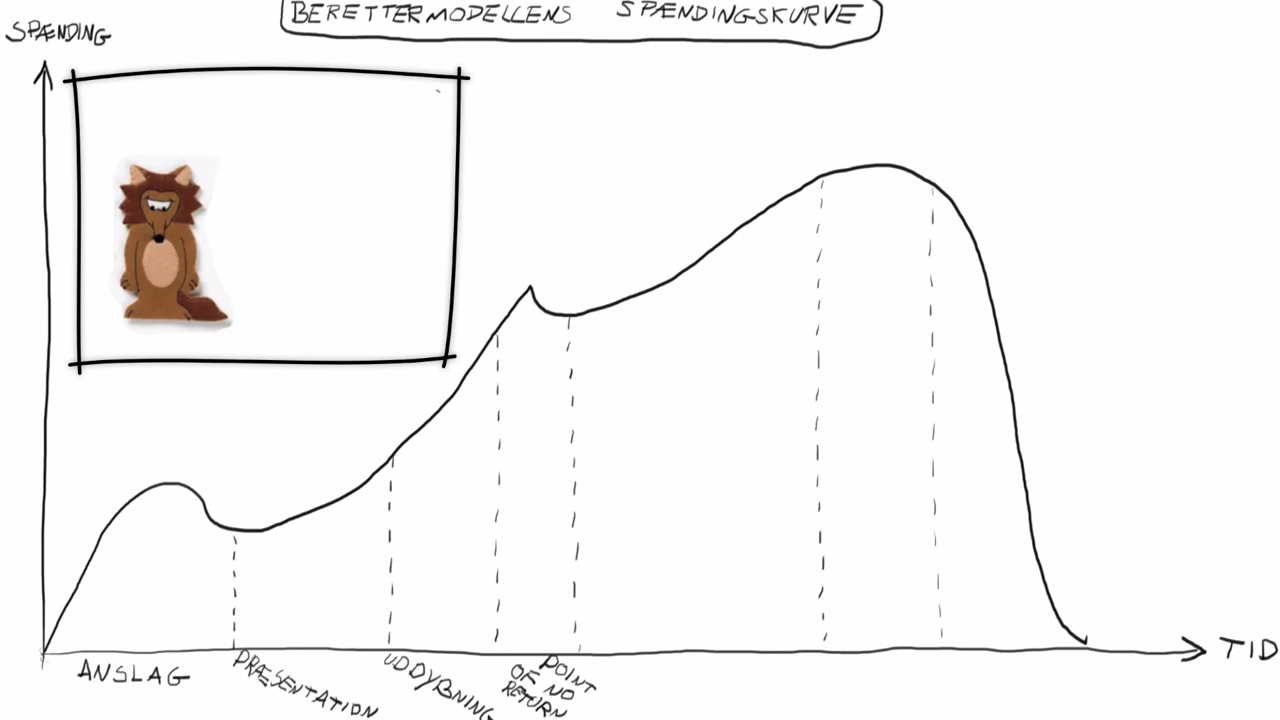 BERETTERMODELLENS SPÆNDINGSKURVE
SPÆNDING
TID
ANSLAG
PRÆSENTATION
UDDYBNING
POINT
OF NO
RETURN